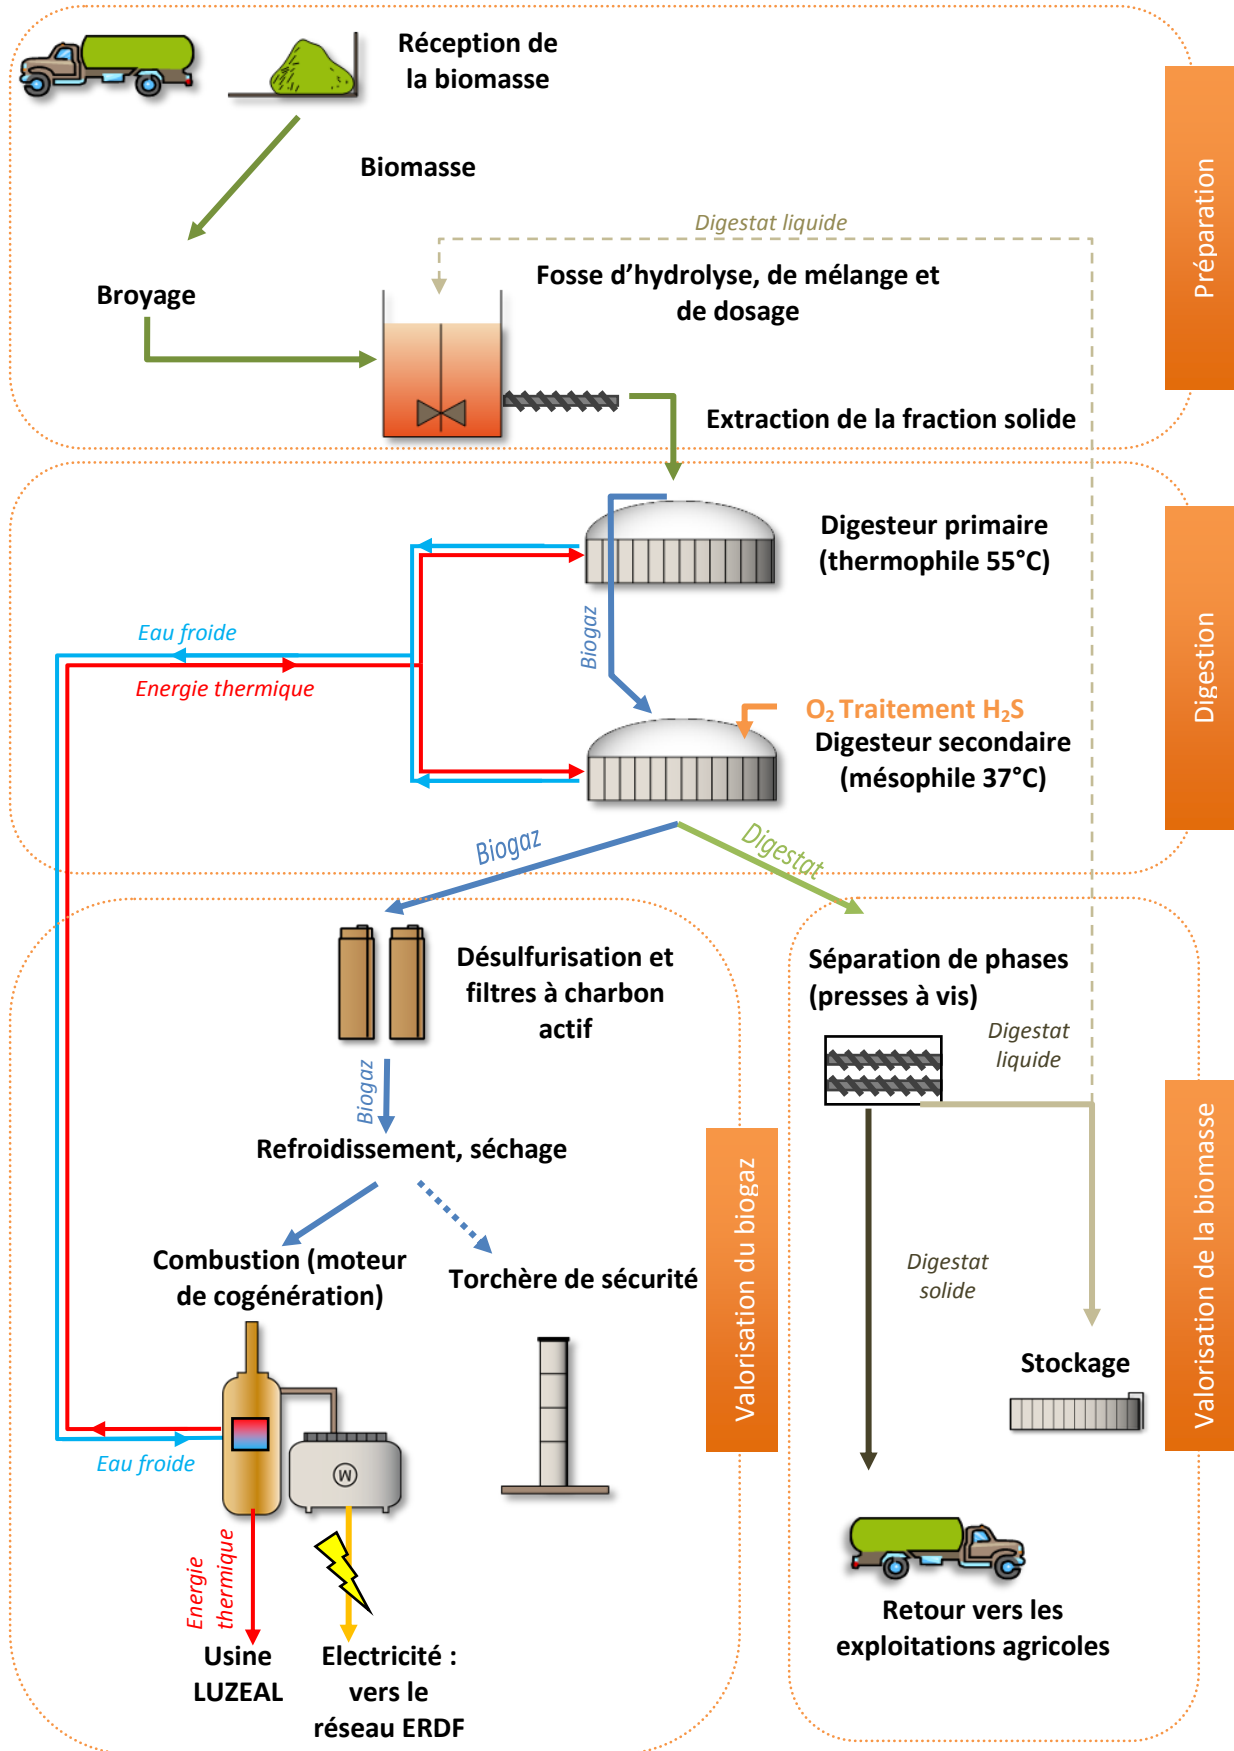 Réception de
la biomasse
Biomasse
Préparation
Digestat liquide
Fosse d'hydrolyse, de mélange et
de dosage
Broyage
Extraction de la fraction solide
Digesteur primaire
(thermophile 55°C)
Digestion
Biogaz
Eau froide
Energie thermique
O₂ Traitement H₂S
Digesteur secondaire
(mésophile 37°C)
Biogaz
Digestat
Désulfurisation et
filtres à charbon
actif
Séparation de phases
(presses à vis)
Digestat
liquide
Biogaz
Refroidissement, séchage
Valorisation du biogaz
Valorisation de la biomasse
Combustion (moteur
de cogénération)
Torchère de sécurité
Digestat
solide
Stockage
Eau froide
M
Energie
thermique
Usine
LUZEAL
Electricité :
vers le
réseau ERDF
Retour vers les
exploitations agricoles